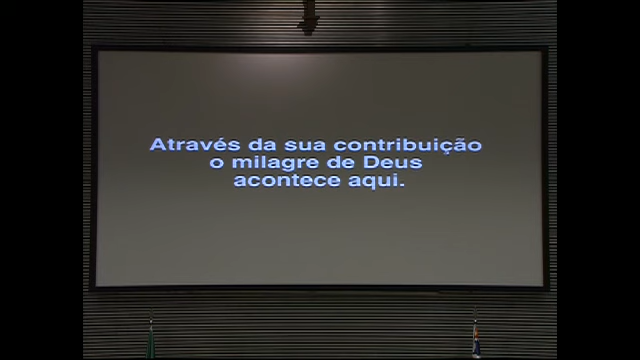 Através da sua contribuição
o milagre de Deus
acontece aqui.